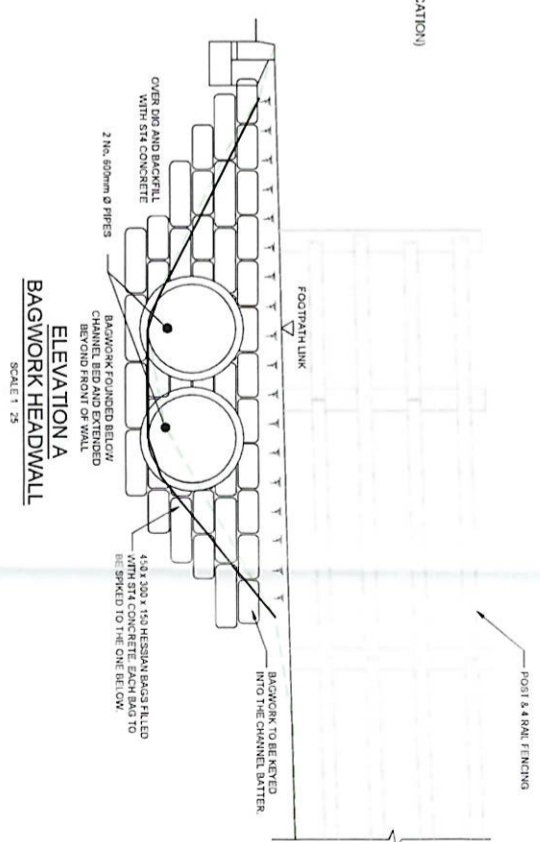 CATION)
POST & 4 RAIL FENCING
FOOTPATH LINK
OVER DIG AND BACKFILL
WITH ST4 CONCRETE
2 No. 600mm Ø PIPES
BAGWORK FOUNDED BELOW
CHANNEL BED AND EXTENDED
BEYOND FRONT OF WALL
450 x 300 x 150 HESSIAN BAGS FILLED
WITH ST4 CONCRETE. EACH BAG TO
BE SPIKED TO THE ONE BELOW.
BAGWORK TO BE KEYED
INTO THE CHANNEL BATTER.
ELEVATION A
BAGWORK HEADWALL
SCALE 1 25